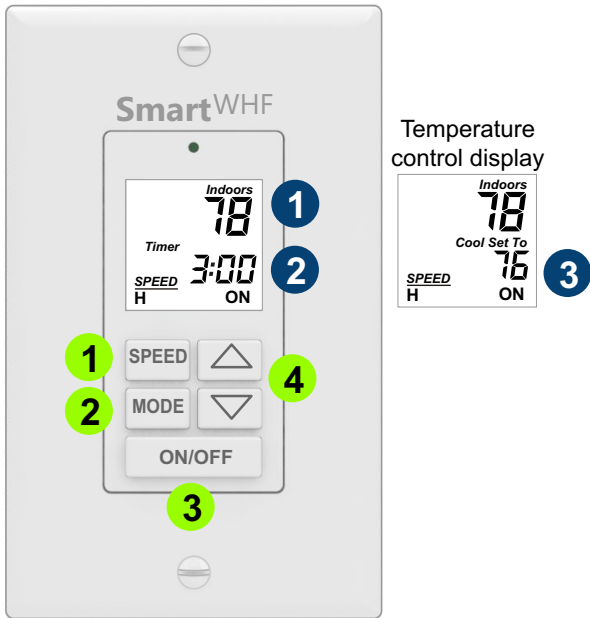 SmartWHF
Temperature
control display
Indoors
78
1
Timer
3:00
2
SPEED
H ON
Indoors
78
Cool Set To
76
3
SPEED
H ON
1
SPEED
4
2
MODE
ON/OFF
3